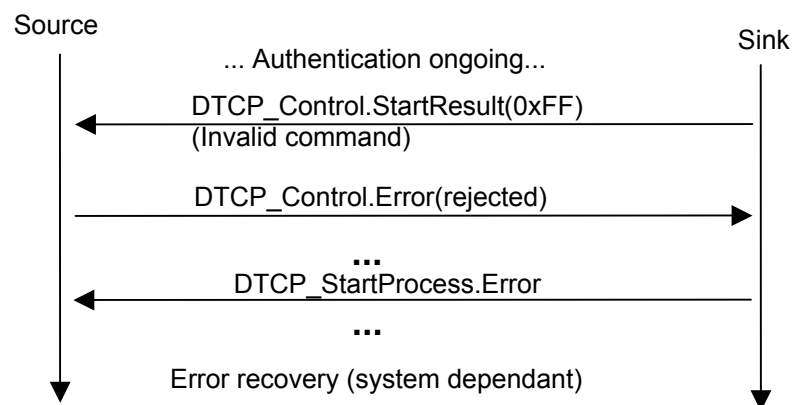 Source
Sink
... Authentication ongoing...
DTCP_Control.StartResult(0xFF)
(Invalid command)
DTCP_Control.Error(rejected)
...
DTCP_StartProcess.Error
...
Error recovery (system dependant)